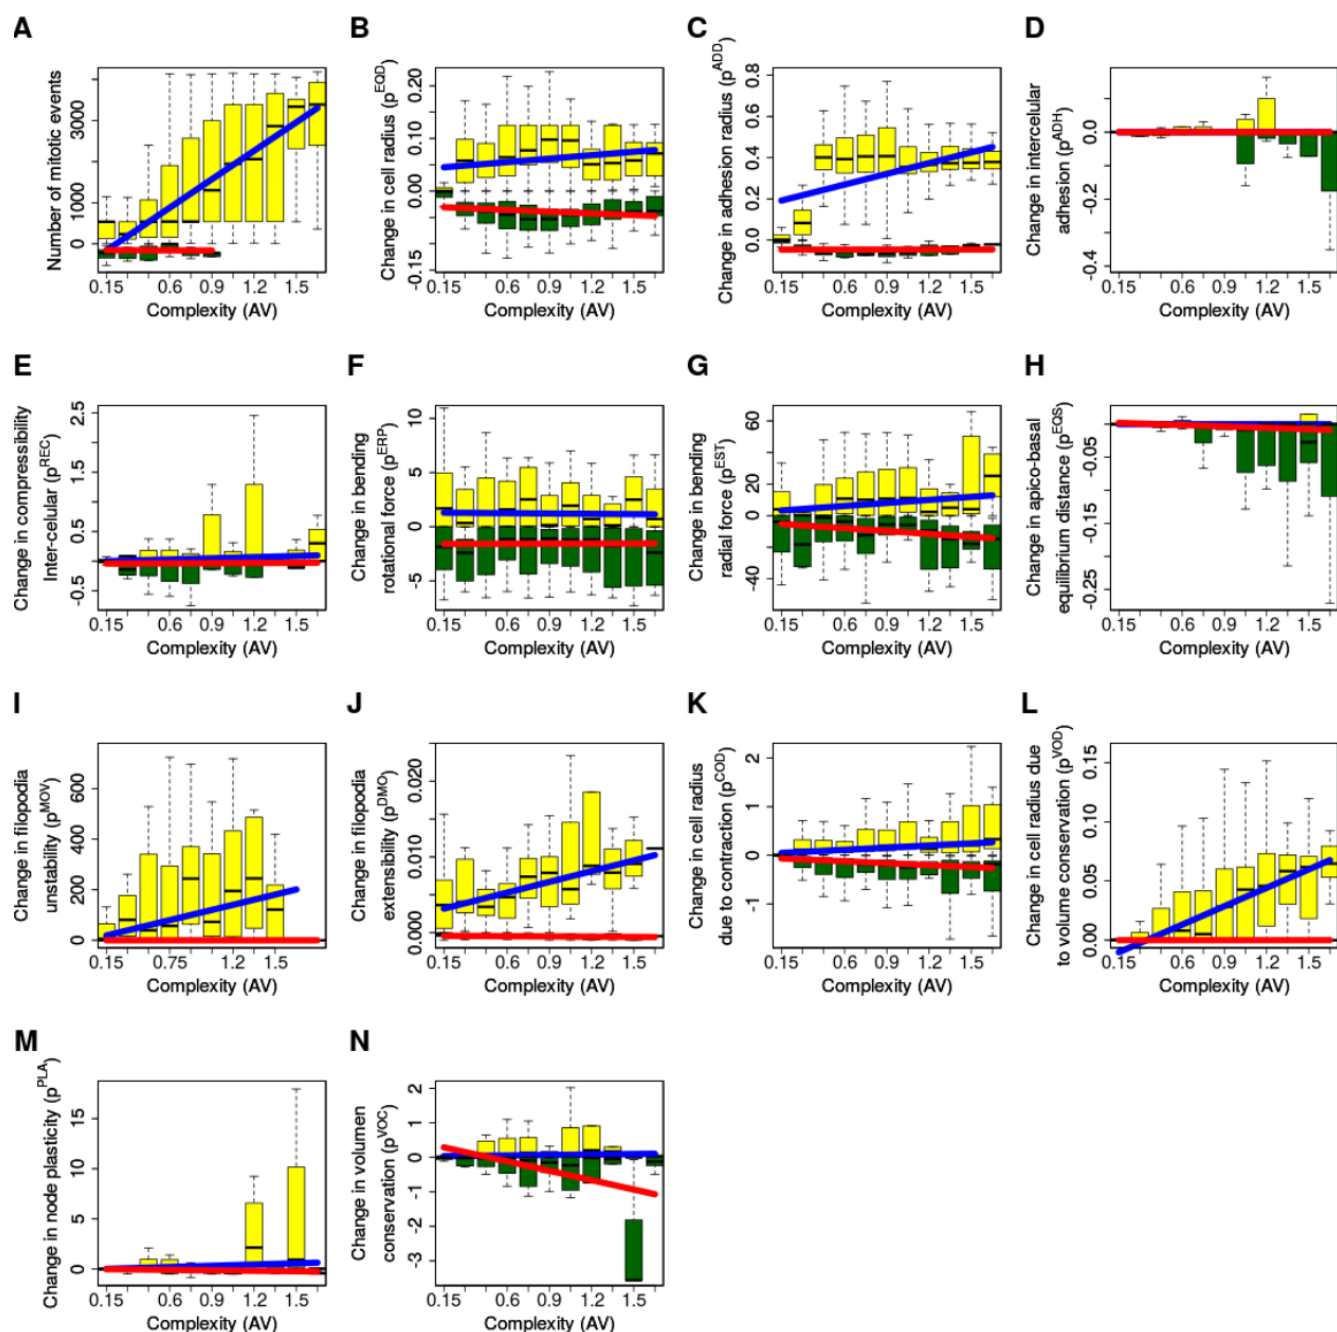 A
Number of mitotic events
0 1000 3000
0.15 0.6 0.9 1.2 1.5
Complexity (AV)
B
Change in cell radius (pEQD)
-0.15 0.00 0.10 0.20
0.15 0.6 0.9 1.2 1.5
Complexity (AV)
C
Change in adhesion radius (pADD)
0.0 0.2 0.4 0.6 0.8
0.15 0.6 0.9 1.2 1.5
Complexity (AV)
D
Change in intercelular
adhesion (pADH)
-0.4 -0.2 0.0
0.15 0.6 0.9 1.2 1.5
Complexity (AV)
E
Change in compressibility
Inter-celular (pREC)
-0.5 0.5 1.5 2.5
0.15 0.6 0.9 1.2 1.5
Complexity (AV)
F
Change in bending
rotational force (pERP)
-5 0 5 10
0.15 0.6 0.9 1.2 1.5
Complexity (AV)
G
Change in bending
radial force (pEST)
-40 0 20 60
0.15 0.6 0.9 1.2 1.5
Complexity (AV)
H
Change in apico-basal
equilibrium distance (pEQS)
-0.25 -0.15 -0.05
0.15 0.6 0.9 1.2 1.5
Complexity (AV)
I
Change in filopodia
unstability (pMOV)
0 200 400 600
0.15 0.75 1.2 1.5
Complexity (AV)
J
Change in filopodia
extensibility (pDMO)
0.000 0.010 0.020
0.15 0.6 0.9 1.2 1.5
Complexity (AV)
K
Change in cell radius
due to contraction (pCOD)
-1 0 1 2
0.15 0.6 0.9 1.2 1.5
Complexity (AV)
L
Change in cell radius due
to volume conservation (pVOD)
0.00 0.05 0.10 0.15
0.15 0.6 0.9 1.2 1.5
Complexity (AV)
M
Change in node plasticity (pPLA)
0 5 10 15
0.15 0.6 0.9 1.2 1.5
Complexity (AV)
N
Change in volumen
conservation (pVOC)
-3 -2 -1 0 1 2
0.15 0.6 0.9 1.2 1.5
Complexity (AV)